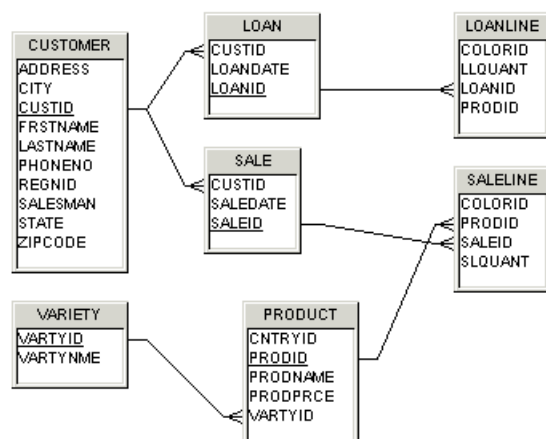 CUSTOMER
ADDRESS
CITY
CUSTID
FRSTNAME
LASTNAME
PHONENO
REGNID
SALESMAN
STATE
ZIPCODE
LOAN
CUSTID
LOANDATE
LOANID
LOANLINE
COLORID
LLQUANT
LOANID
PRODID
SALE
CUSTID
SALEDATE
SALEID
SALELINE
COLORID
PRODID
SALEID
SLQUANT
VARIETY
VARTYID
VARTYNME
PRODUCT
CNTRYID
PRODID
PRODNAME
PRODPRCE
VARTYID